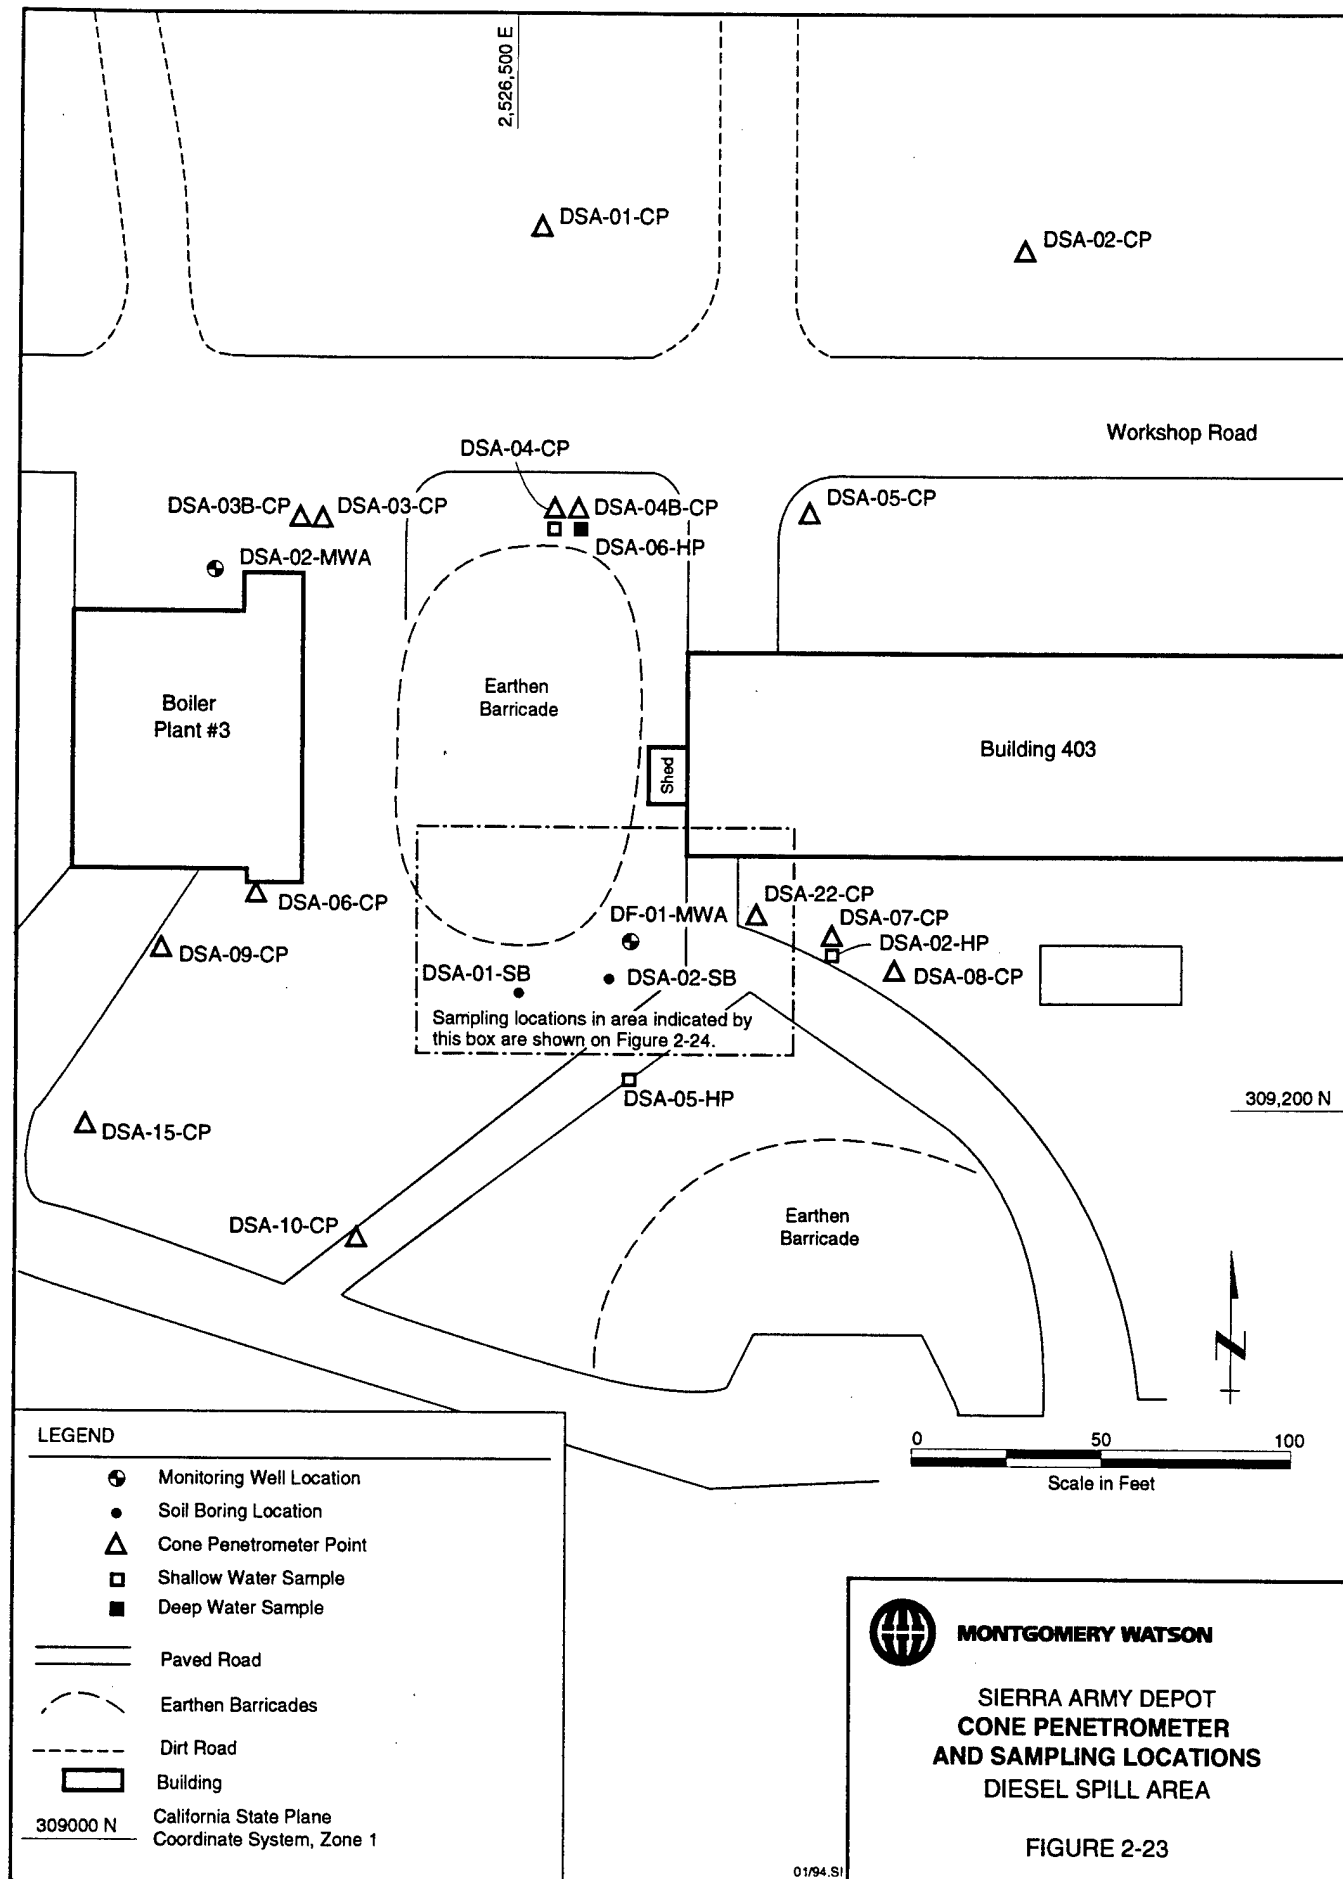 2,526,500 E
DSA-01-CP
DSA-02-CP
Workshop Road
DSA-04-CP
DSA-03B-CP
DSA-03-CP
DSA-04B-CP
DSA-05-CP
DSA-06-HP
DSA-02-MWA
Earthen
Barricade
Boiler
Plant #3
Building 403
Shed
DSA-06-CP
DSA-22-CP
DF-01-MWA
DSA-07-CP
DSA-02-HP
DSA-09-CP
DSA-01-SB
DSA-02-SB
DSA-08-CP
Sampling locations in area indicated by
this box are shown on Figure 2-24.
DSA-05-HP
309,200 N
DSA-15-CP
DSA-10-CP
Earthen
Barricade
N
0 50 100
Scale in Feet
LEGEND
Monitoring Well Location
Soil Boring Location
Cone Penetrometer Point
Shallow Water Sample
Deep Water Sample
Paved Road
Earthen Barricades
Dirt Road
Building
309000 N
California State Plane
Coordinate System, Zone 1
MONTGOMERY WATSON
SIERRA ARMY DEPOT
CONE PENETROMETER
AND SAMPLING LOCATIONS
DIESEL SPILL AREA
FIGURE 2-23
01/94.SI